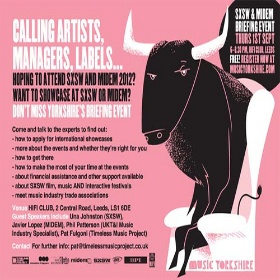 CALLING ARTISTS,
MANAGERS, LABELS...
HOPING TO ATTEND SXSW AND MIDEM 2012?
WANT TO SHOWCASE AT SXSW OR MIDEM?
DON'T MISS YORKSHIRE'S BRIEFING EVENT
SXSW & MIDEM
BRIEFING EVENT
THURS 1ST SEPT
6-8.30PM, HIFI CLUB, LEEDS
FREE! REGISTER NOW AT
MUSICYORKSHIRE.COM
Come and talk to the experts to find out:
- how to apply for international showcases
- more about the events and whether they're right for you
- how to get there
- how to make the most of your time at the events
- about financial assistance and other support available
- about SXSW film, music AND interactive festivals
- meet music industry trade associations
Venue HIFI CLUB, 2 Central Road, Leeds, LS1 6DE
Guest Speakers include Una Johnston (SXSW),
Javier Lopez (MIDEM), Phil Patterson (UKT&I Music
Industry Specialist), Pat Fulgoni (Timeless Music Project)
Contact For further info: pat@timelessmusicproject.co.uk
MUSIC YORKSHIRE
midem
SXSW